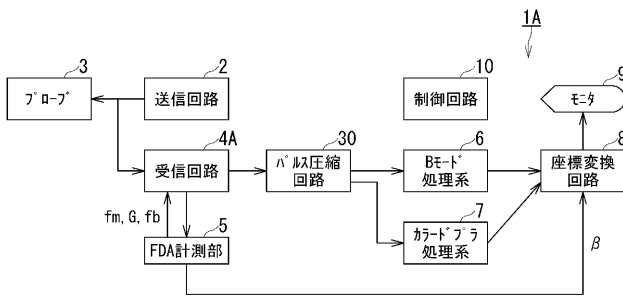 1A
3
プローブ
2
送信回路
10
制御回路
9
モニタ
4A
受信回路
30
パルス圧縮
回路
6
Bモード
処理系
8
座標変換
回路
7
カラードプラ
処理系
fm, G, fb
5
FDA計測部
β